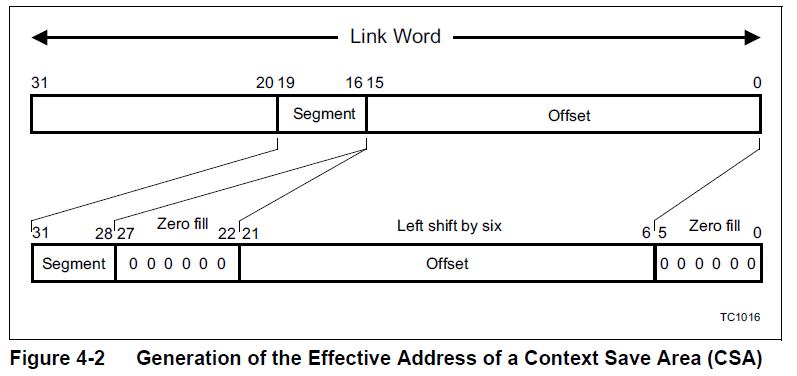 Link Word
31 20 19 16 15 0
Segment Offset
Zero fill Left shift by six Zero fill
31 28 27 22 21 6 5 0
Segment 0 0 0 0 0 0 Offset 0 0 0 0 0 0
TC1016
Figure 4-2 Generation of the Effective Address of a Context Save Area (CSA)